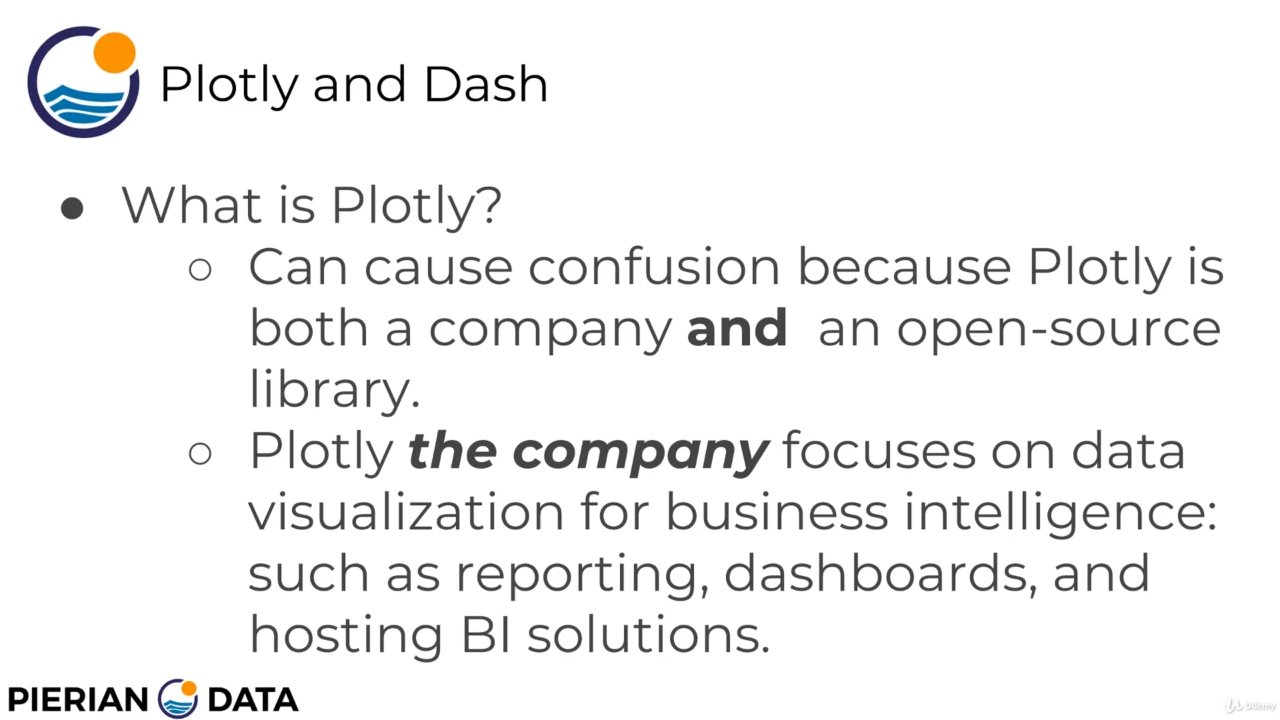 Plotly and Dash
● What is Plotly?
○ Can cause confusion because Plotly is
both a company and an open-source
library.
○ Plotly the company focuses on data
visualization for business intelligence:
such as reporting, dashboards, and
hosting BI solutions.
PIERIAN DATA
Udemy